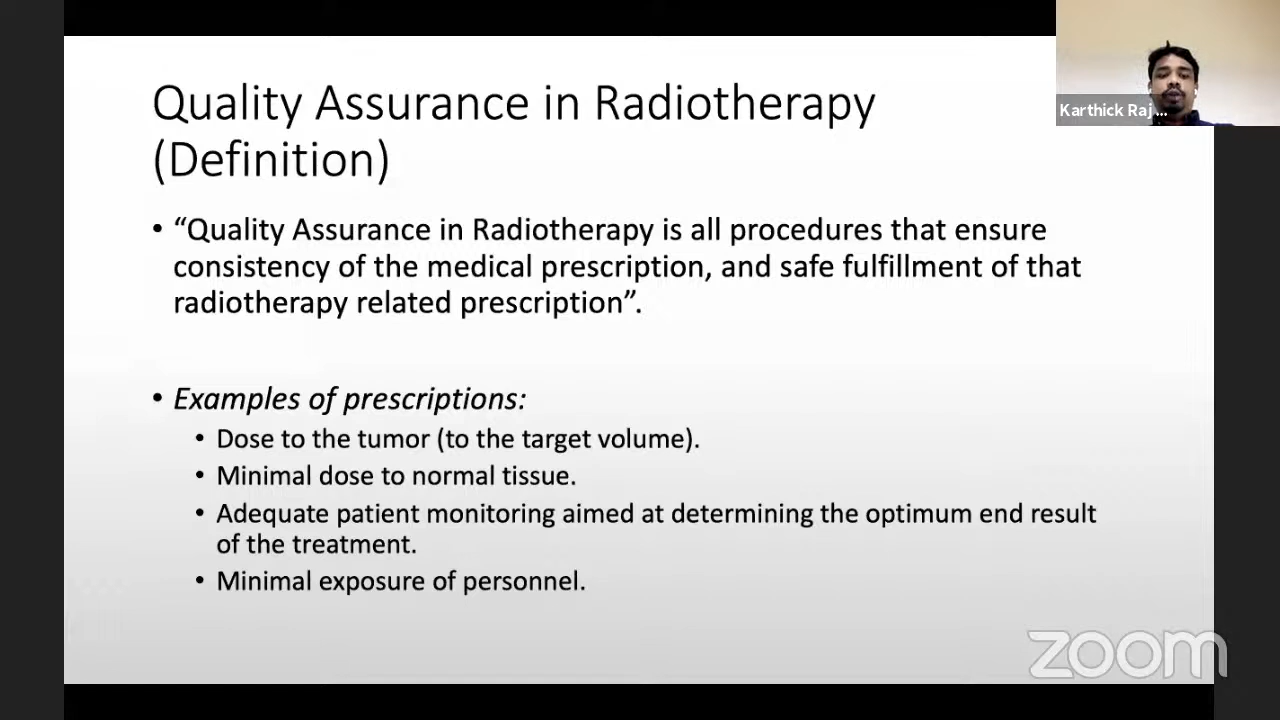 Quality Assurance in Radiotherapy
(Definition)
• “Quality Assurance in Radiotherapy is all procedures that ensure
consistency of the medical prescription, and safe fulfillment of that
radiotherapy related prescription”.
• Examples of prescriptions:
• Dose to the tumor (to the target volume).
• Minimal dose to normal tissue.
• Adequate patient monitoring aimed at determining the optimum end result
of the treatment.
• Minimal exposure of personnel.
Karthick Raj ...
zoom